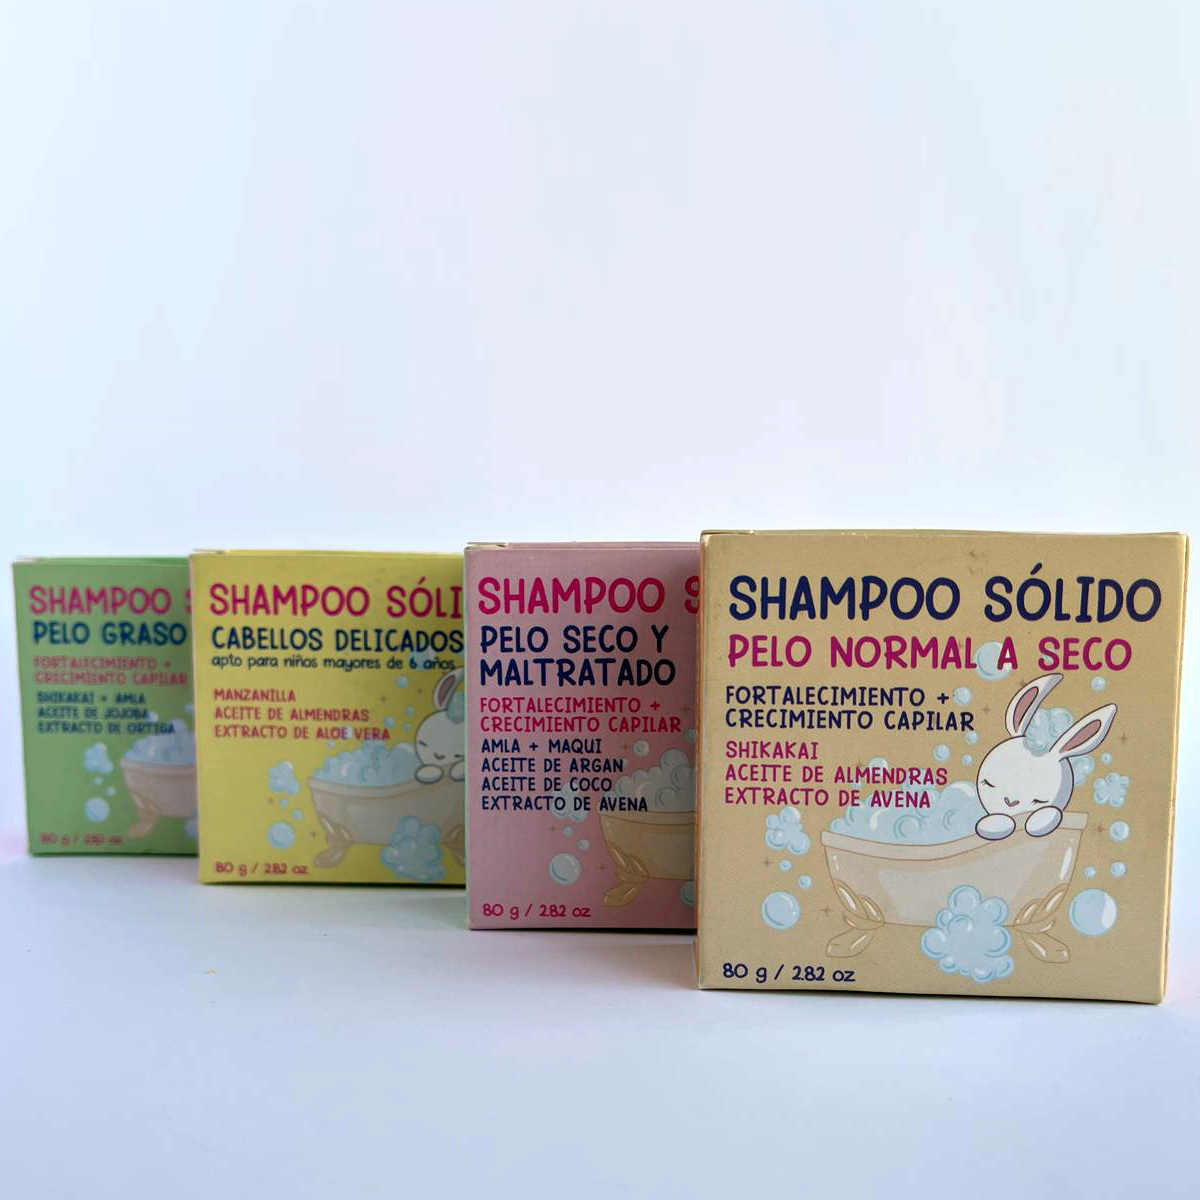 SHAMPOO
PELO GRASO
FORTALECIMIENTO +
CRECIMIENTO CAPILAR
SHIKAKAI + AMLA
ACEITE DE JOJOBA
EXTRACTO DE ORTIGA
80 g / 2.82 oz
SHAMPOO SÓLI
CABELLOS DELICADOS
apto para niños mayores de 6 años
MANZANILLA
ACEITE DE ALMENDRAS
EXTRACTO DE ALOE VERA
80 g / 2.82 oz
SHAMPOO S
PELO SECO Y
MALTRATADO
FORTALECIMIENTO +
CRECIMIENTO CAPILAR
AMLA + MAQUI
ACEITE DE ARGAN
ACEITE DE COCO
EXTRACTO DE AVENA
80 g / 2.82 oz
SHAMPOO SÓLIDO
PELO NORMAL A SECO
FORTALECIMIENTO +
CRECIMIENTO CAPILAR
SHIKAKAI
ACEITE DE ALMENDRAS
EXTRACTO DE AVENA
80 g / 2.82 oz